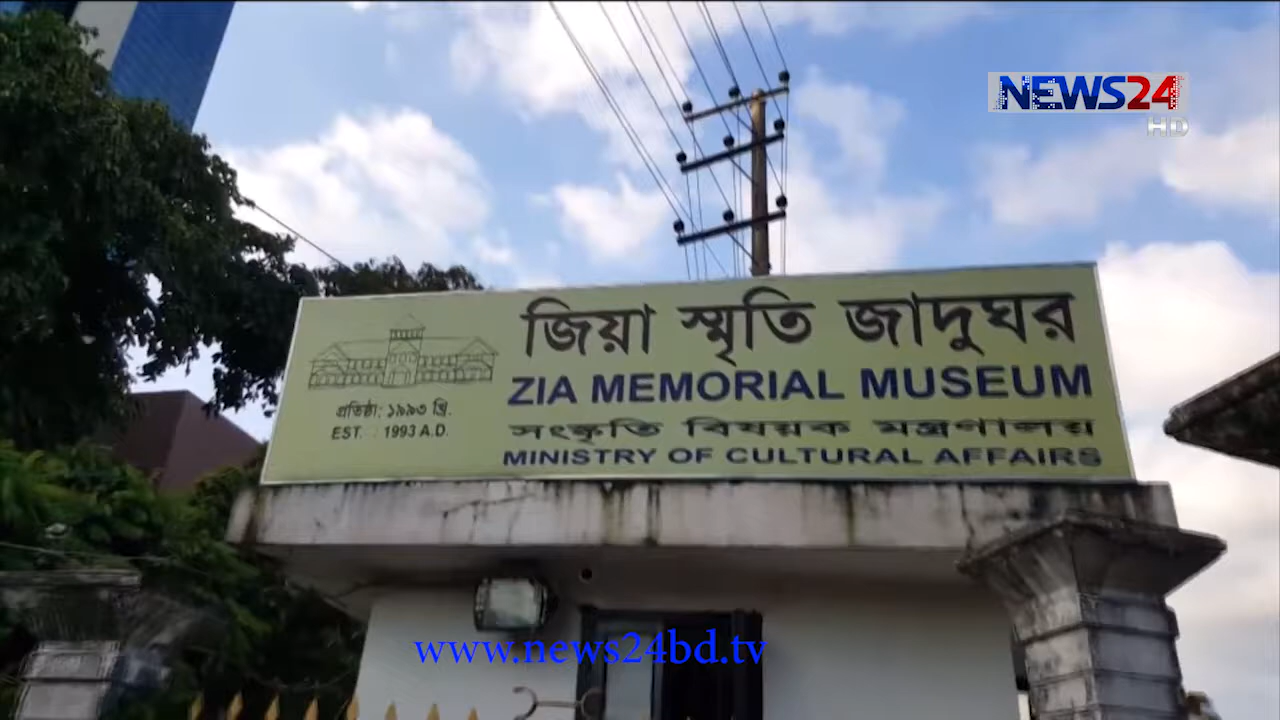 NEWS24
HD
জিয়া স্মৃতি জাদুঘর
ZIA MEMORIAL MUSEUM
প্রতিষ্ঠা: ১৯৯৩ খ্রি.
EST. : 1993 A.D.
সংস্কৃতি বিষয়ক মন্ত্রণালয়
MINISTRY OF CULTURAL AFFAIRS
www.news24bd.tv